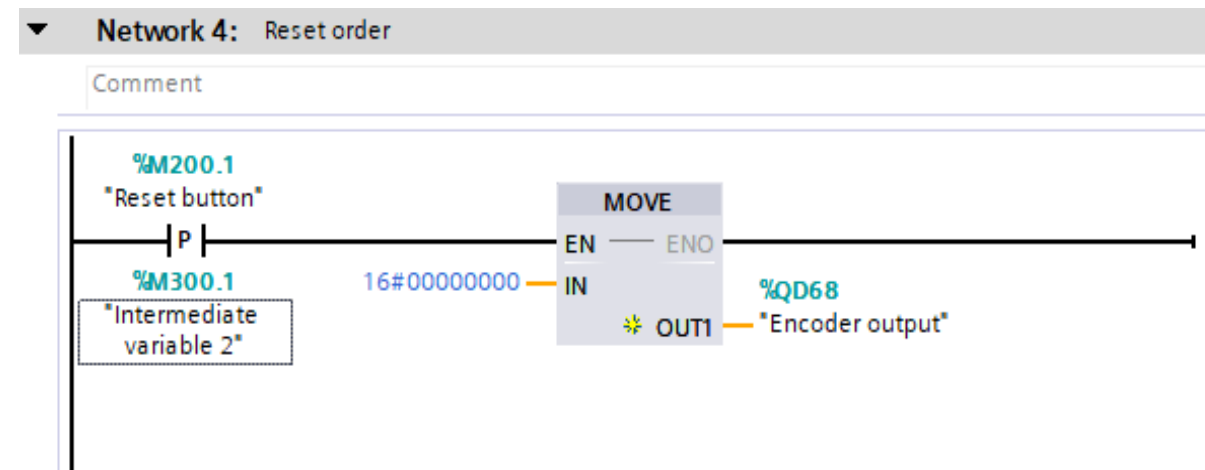 Network 4: Reset order
Comment
%M200.1
"Reset button"
P
%M300.1
"Intermediate
variable 2"
MOVE
EN ENO
16#00000000 IN
%QD68
OUT1 "Encoder output"